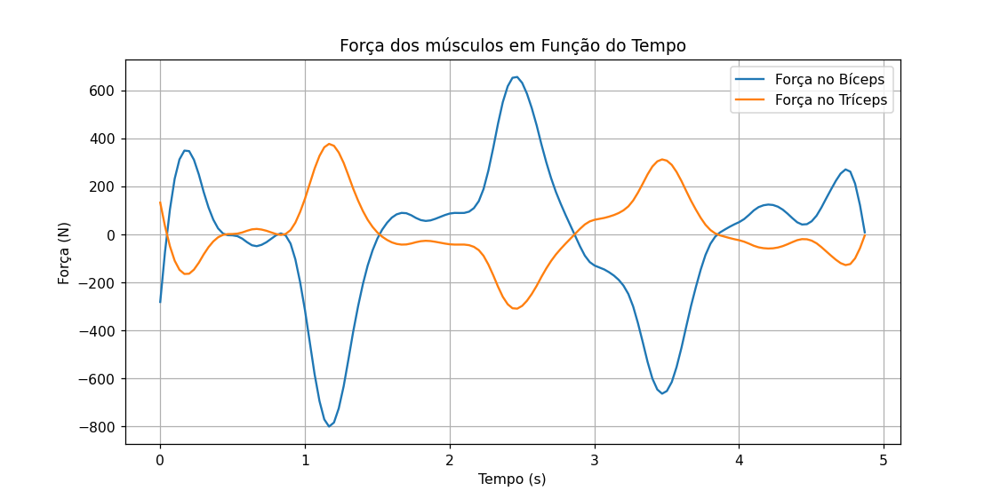 Força dos músculos em Função do Tempo
Força no Bíceps
Força no Tríceps
Força (N)
600
400
200
0
−200
−400
−600
−800
0 1 2 3 4 5
Tempo (s)